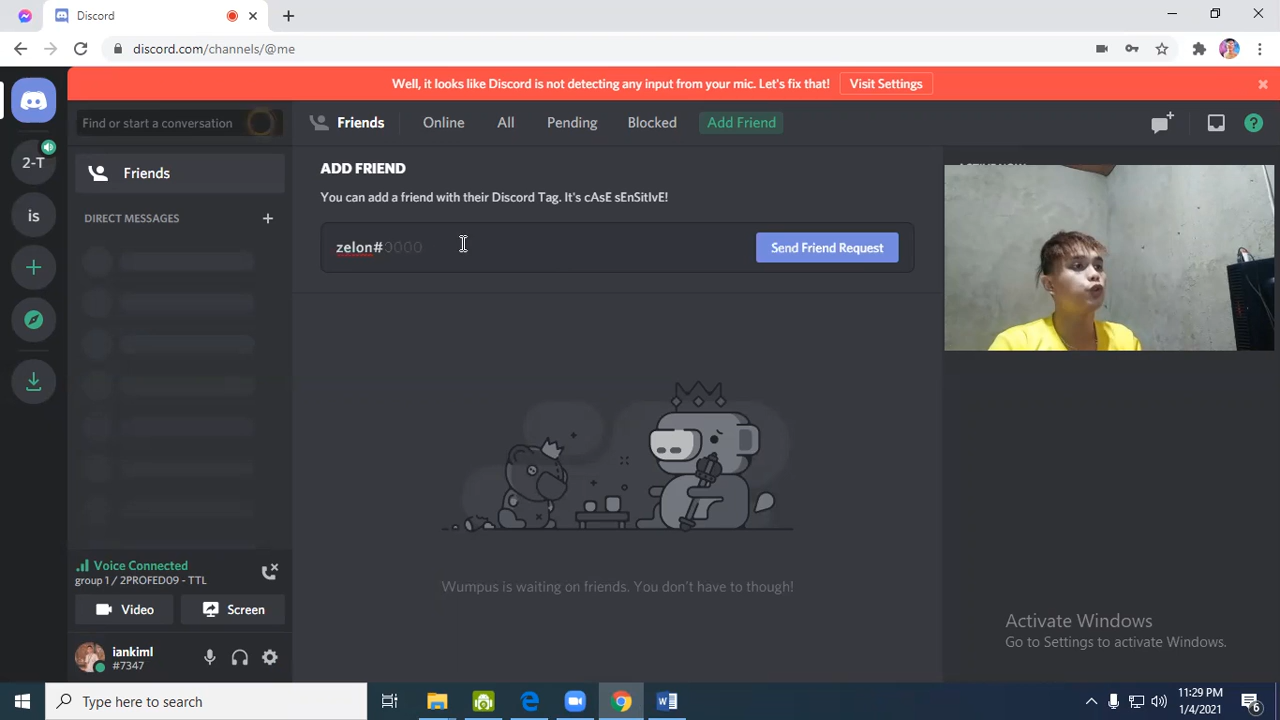 Discord
discord.com/channels/@me
Well, it looks like Discord is not detecting any input from your mic. Let's fix that!
Visit Settings
Find or start a conversation
Friends
Online
All
Pending
Blocked
Add Friend
2-T
Friends
ADD FRIEND
You can add a friend with their Discord Tag. It's cAsE sEnSitIvE!
is
DIRECT MESSAGES
zelon#0000
Send Friend Request
Voice Connected
group 1 / 2PROFED09 - TTL
Video
Screen
Wumpus is waiting on friends. You don't have to though!
iankiml
#7347
Activate Windows
Go to Settings to activate Windows.
Type here to search
11:29 PM
1/4/2021
6